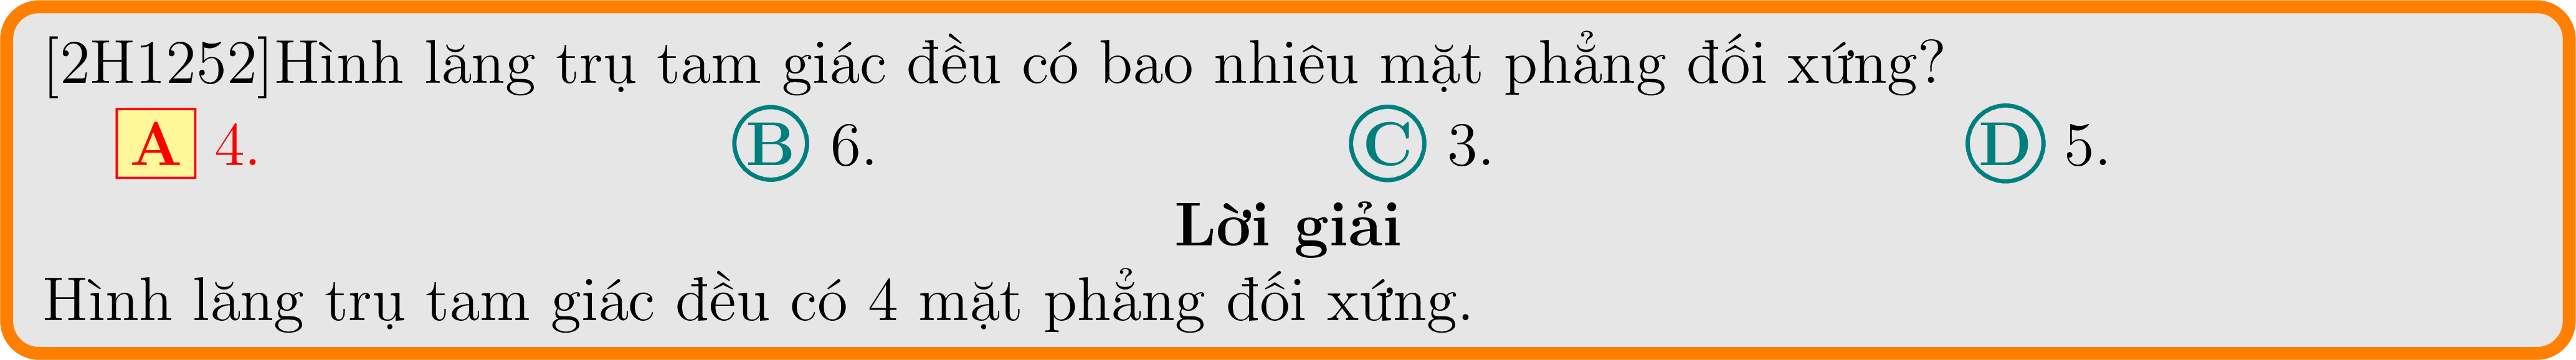 [2H1252]Hình lăng trụ tam giác đều có bao nhiêu mặt phẳng đối xứng?
A 4. B 6. C 3. D 5.
Lời giải
Hình lăng trụ tam giác đều có 4 mặt phẳng đối xứng.